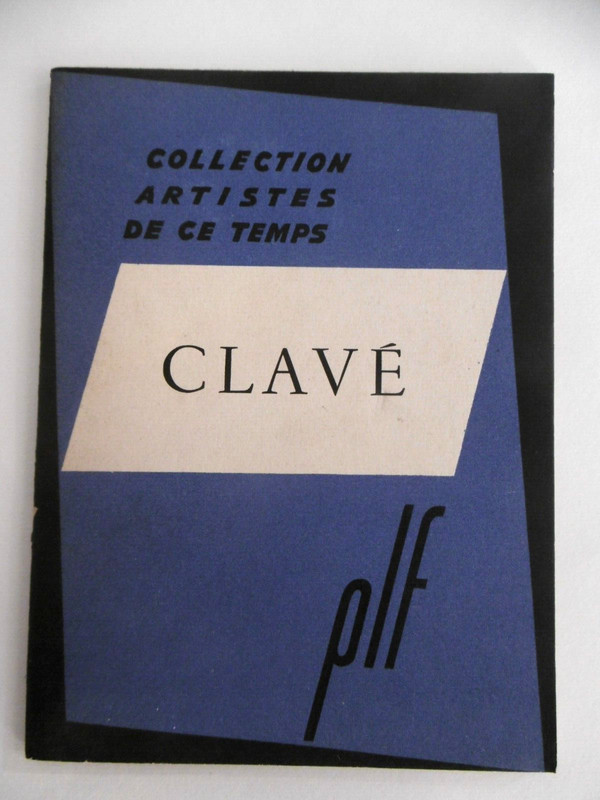 COLLECTION
ARTISTES
DE CE TEMPS
CLAVÉ
plf